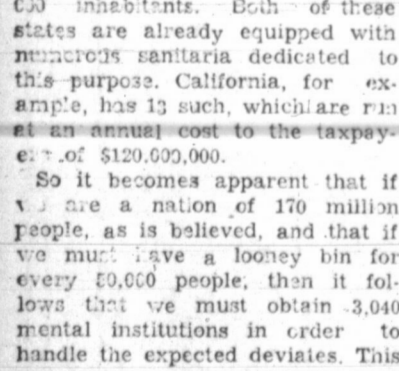 000 inhabitants. Both of these
states are already equipped with
numerous sanitaria dedicated to
this purpose. California, for ex-
ample, has 13 such, which are run
at an annual cost to the taxpay-
of $120.000,000.
So it becomes apparent that if
we are a nation of 170 million
people, as is believed, and that if
we must have a looney bin for
every 50,000 people, then it fol-
lows that we must obtain 3,040
mental institutions in order to
handle the expected deviates. This